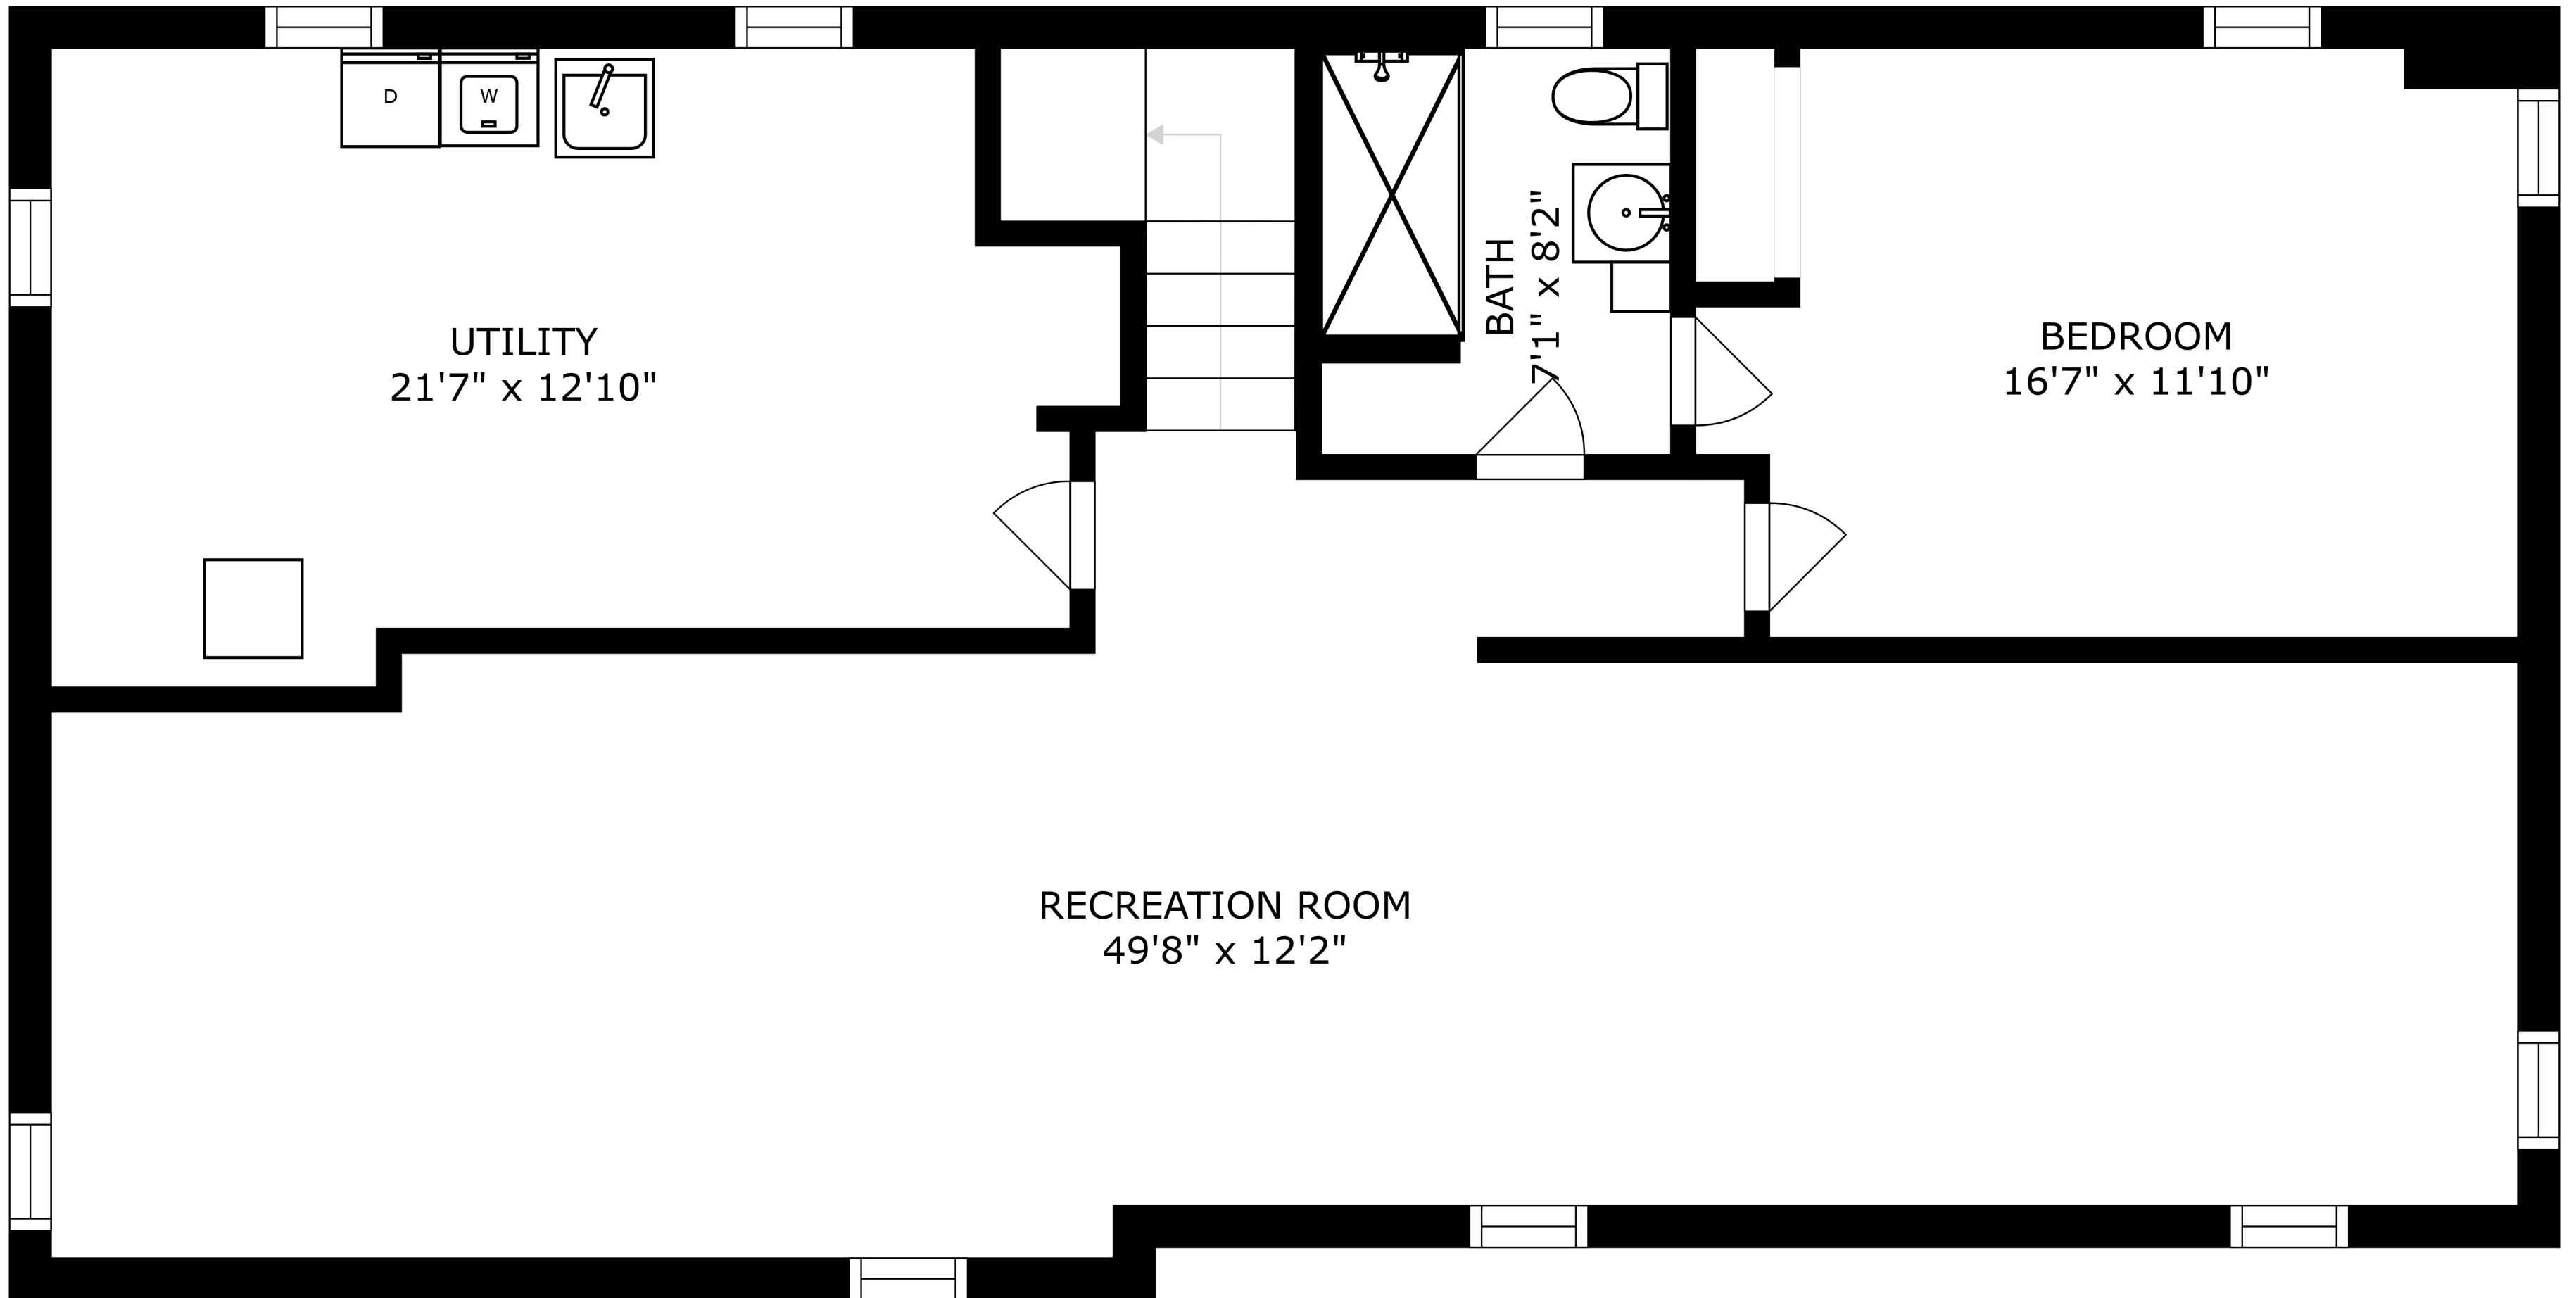 D
W
UTILITY
21'7" x 12'10"
BATH
7'1" x 8'2"
BEDROOM
16'7" x 11'10"
RECREATION ROOM
49'8" x 12'2"